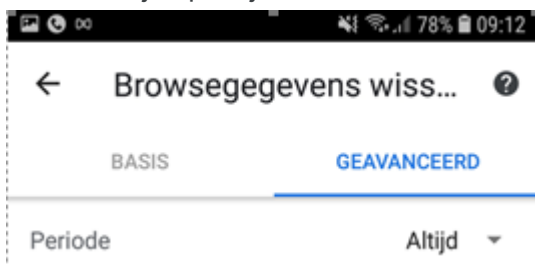 78% 09:12
Browsegegevens wiss...
BASIS GEAVANCEERD
Periode Altijd